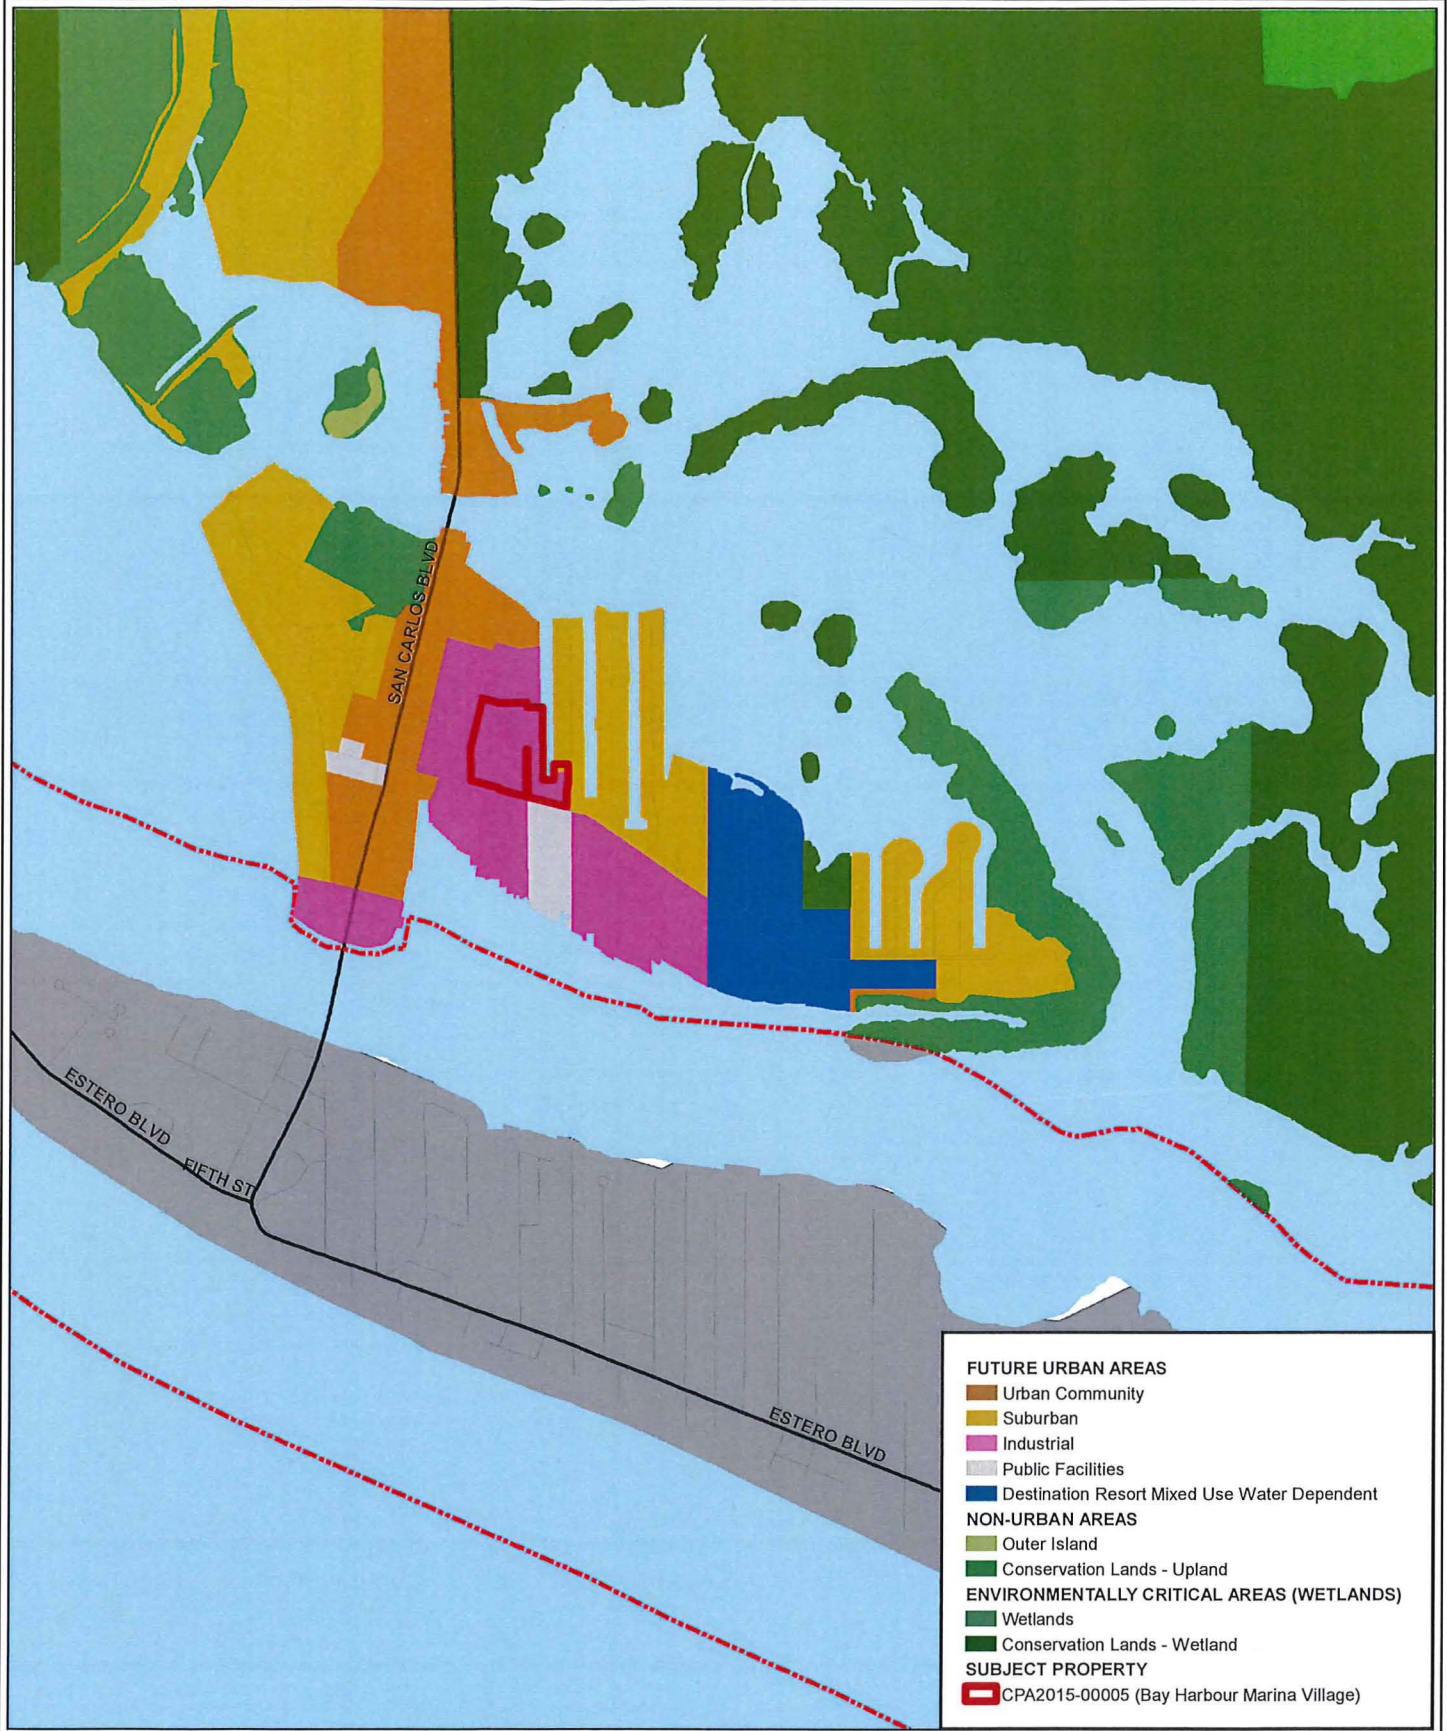 SAN CARLOS BLVD
ESTERO BLVD
FIFTH ST
ESTERO BLVD
FUTURE URBAN AREAS
Urban Community
Suburban
Industrial
Public Facilities
Destination Resort Mixed Use Water Dependent
NON-URBAN AREAS
Outer Island
Conservation Lands - Upland
ENVIRONMENTALLY CRITICAL AREAS (WETLANDS)
Wetlands
Conservation Lands - Wetland
SUBJECT PROPERTY
CPA2015-00005 (Bay Harbour Marina Village)